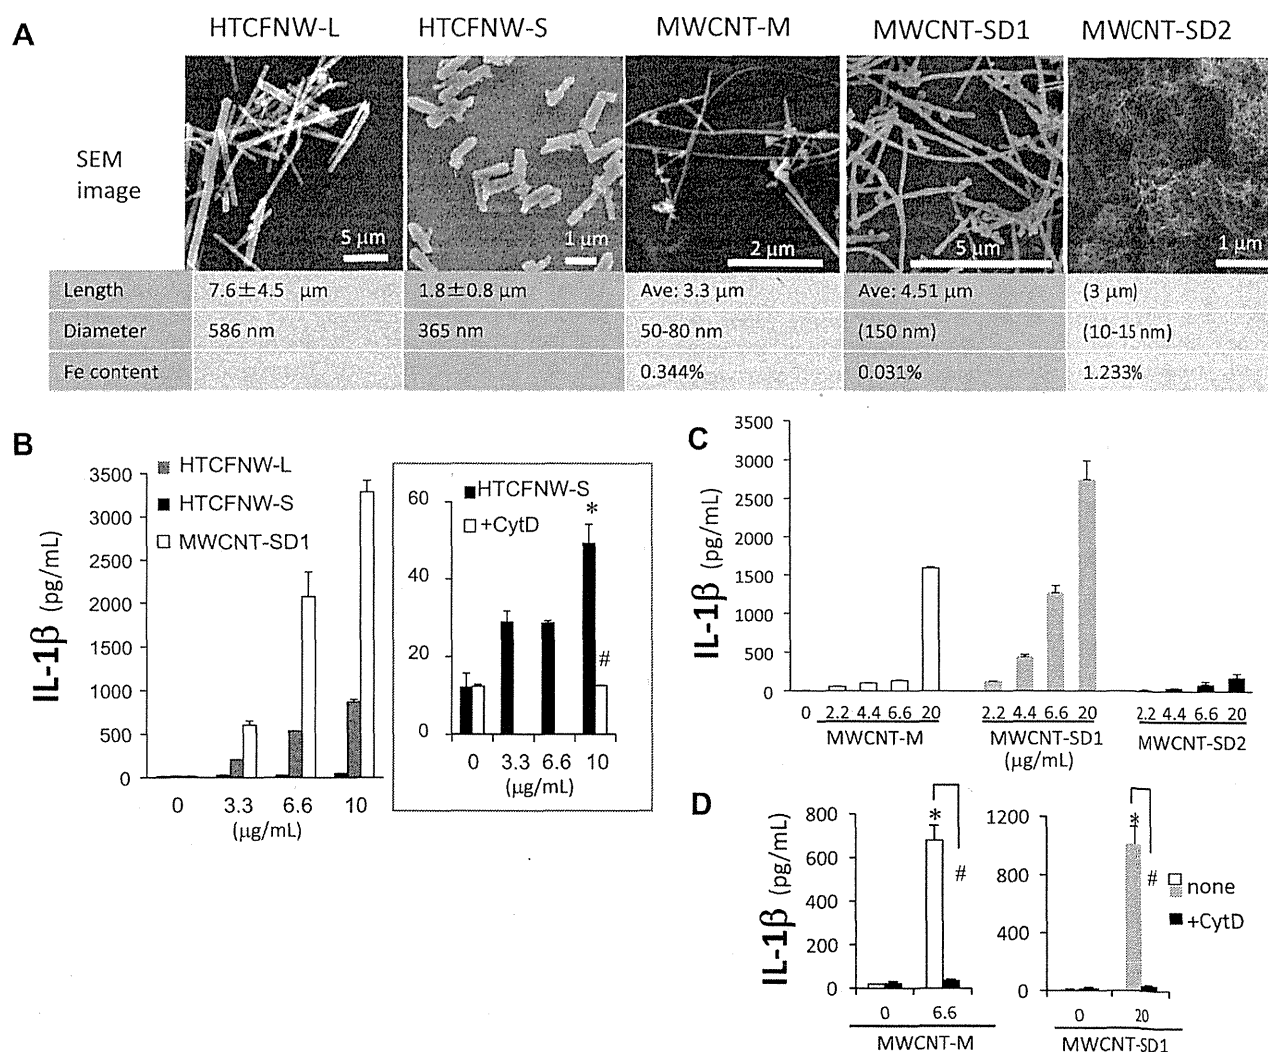 A
HTCFNW-L HTCFNW-S MWCNT-M MWCNT-SD1 MWCNT-SD2
SEM
image
5 μm 1 μm 2 μm 5 μm 1 μm
Length 7.6±4.5 μm 1.8±0.8 μm Ave: 3.3 μm Ave: 4.51 μm (3 μm)
Diameter 586 nm 365 nm 50-80 nm (150 nm) (10-15 nm)
Fe content 0.344% 0.031% 1.233%
B
IL-1β (pg/mL)
3500
3000
2500
2000
1500
1000
500
0
HTCFNW-L
HTCFNW-S
MWCNT-SD1
0 3.3 6.6 10
(μg/mL)
60
40
20
0
HTCFNW-S
+CytD
*
#
0 3.3 6.6 10
(μg/mL)
C
IL-1β (pg/mL)
3500
3000
2500
2000
1500
1000
500
0
0 2.2 4.4 6.6 20 2.2 4.4 6.6 20 2.2 4.4 6.6 20
MWCNT-M MWCNT-SD1 MWCNT-SD2
(μg/mL)
D
IL-1β (pg/mL)
800
600
400
200
0
*
#
0 6.6
MWCNT-M
1200
800
400
0
*
#
0 20
MWCNT-SD1
none
+CytD